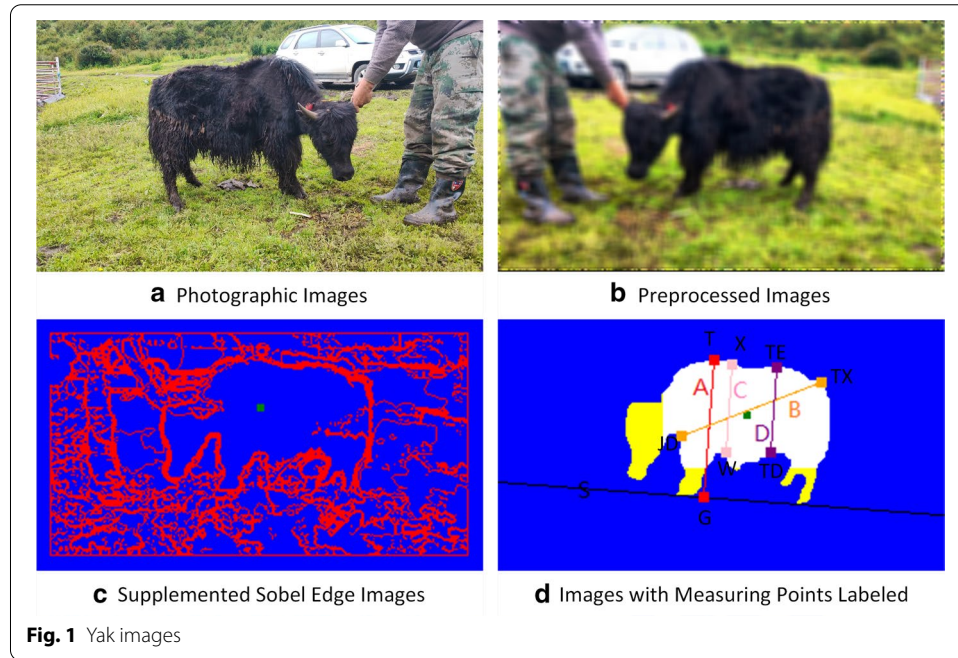 a Photographic Images
b Preprocessed Images
T
X
TE
TX
A
C
B
JD
D
W
TD
S
G
c Supplemented Sobel Edge Images
d Images with Measuring Points Labeled
Fig. 1 Yak images